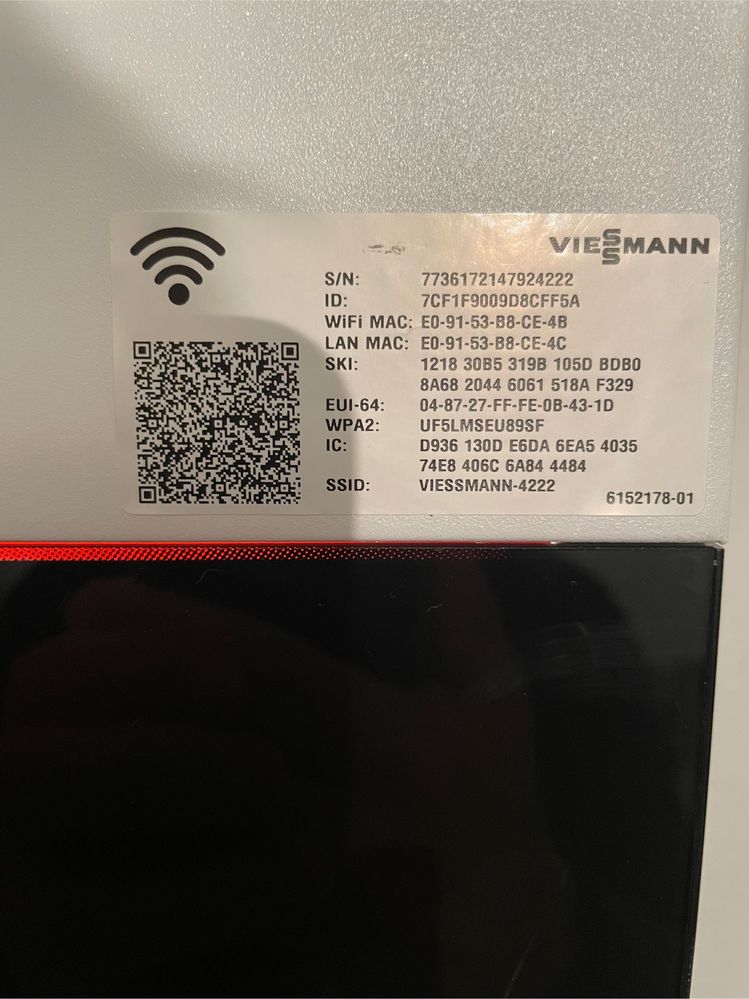 VIESSMANN
S/N: 7736172147924222
ID: 7CF1F9009D8CFF5A
WiFi MAC: E0-91-53-B8-CE-4B
LAN MAC: E0-91-53-B8-CE-4C
SKI: 1218 30B5 319B 105D BDB0
8A68 2044 6061 518A F329
EUI-64: 04-87-27-FF-FE-0B-43-1D
WPA2: UF5LMSEU89SF
IC: D936 130D E6DA 6EA5 4035
74E8 406C 6A84 4484
SSID: VIESSMANN-4222
6152178-01